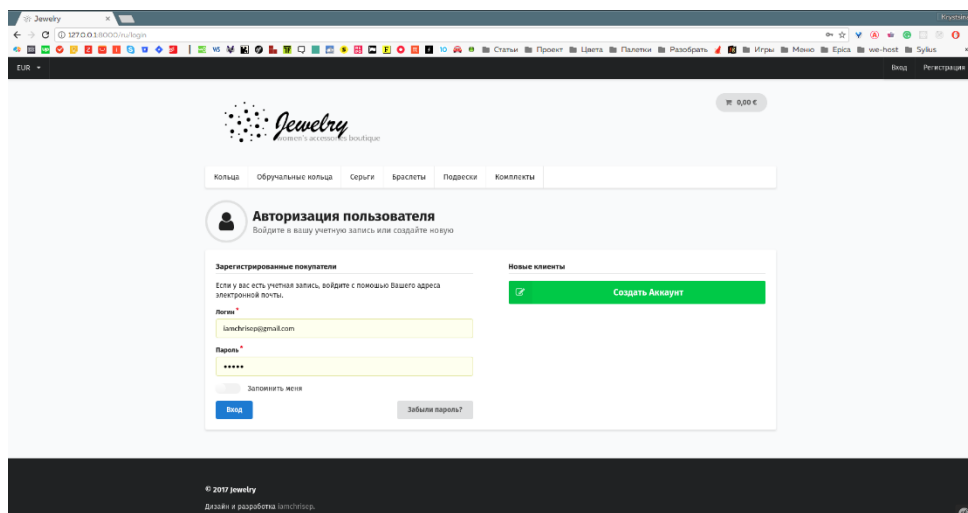 Jewelry
Krystsina
127.0.0.1:8000/ru/login
Статьи Проект Цвета Палетки Разобрать Игры Меню Epica we-host Sylius
EUR
Вход Регистрация
0,00 €
Jewelry
women's accessories boutique
Кольца Обручальные кольца Серьги Браслеты Подвески Комплекты
Авторизация пользователя
Войдите в вашу учетную запись или создайте новую
Зарегистрированные покупатели
Если у вас есть учетная запись, войдите с помощью Вашего адреса
электронной почты.
Логин *
iamchrisep@gmail.com
Пароль *
•••••
Запомнить меня
Вход Забыли пароль?
Новые клиенты
Создать Аккаунт
© 2017 Jewelry
Дизайн и разработка iamchrisep.